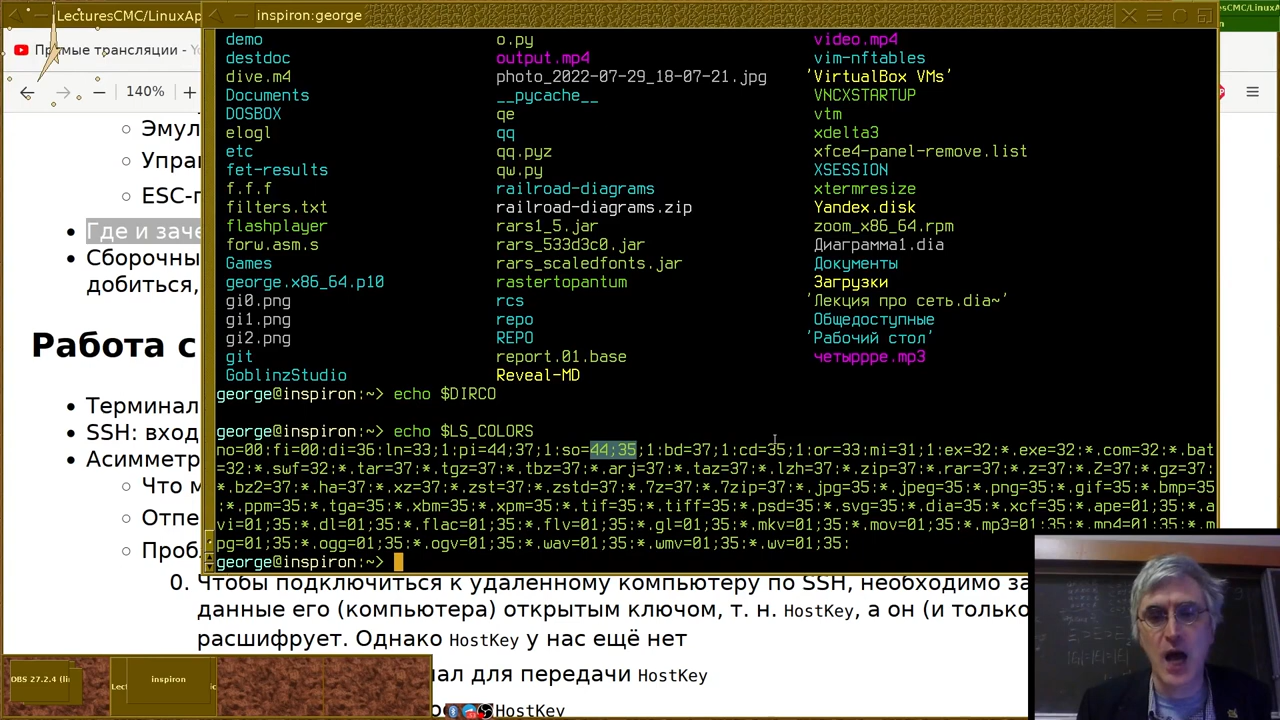 LecturesCMC/LinuxAp
inspiron:george
sCMC/LinuxAp
Прямые трансляции - Yo
140%
Эмул
Управ
ESC-п
Где и заче
Сборочны
добиться,
Работа с
Терминал
SSH: вход
Асимметр
Что м
Отпе
Пробл
demo o.py video.mp4
destdoc output.mp4 vim-nftables
dive.m4 photo_2022-07-29_18-07-21.jpg 'VirtualBox VMs'
Documents __pycache__ VNCXSTARTUP
DOSBOX qe vtm
elogl qq xdelta3
etc qq.pyz xfce4-panel-remove.list
fet-results qw.py XSESSION
f.f.f railroad-diagrams xtermresize
filters.txt railroad-diagrams.zip Yandex.disk
flashplayer rars1_5.jar zoom_x86_64.rpm
forw.asm.s rars_533d3c0.jar Диаграмма1.dia
Games rars_scaledfonts.jar Документы
george.x86_64.p10 rastertopantum Загрузки
gi0.png rcs 'Лекция про сеть.dia~'
gi1.png repo Общедоступные
gi2.png REPO 'Рабочий стол'
git report.01.base четырppe.mp3
GoblinzStudio Reveal-MD
george@inspiron:~> echo $DIRCO
george@inspiron:~> echo $LS_COLORS
no=00:fi=00:di=36:ln=33;1:pi=44;37;1:so=44;35;1:bd=37;1:cd=35;1:or=33:mi=31;1:ex=32:*.exe=32:*.com=32:*.bat
=32:*.swf=32:*.tar=37:*.tgz=37:*.tbz=37:*.arj=37:*.taz=37:*.lzh=37:*.zip=37:*.rar=37:*.z=37:*.Z=37:*.gz=37:
*.bz2=37:*.ha=37:*.xz=37:*.zst=37:*.zstd=37:*.7z=37:*.7zip=37:*.jpg=35:*.jpeg=35:*.png=35:*.gif=35:*.bmp=35
:*.ppm=35:*.tga=35:*.xbm=35:*.xpm=35:*.tif=35:*.tiff=35:*.psd=35:*.svg=35:*.dia=35:*.xcf=35:*.ape=01;35:*.a
vi=01;35:*.dl=01;35:*.flac=01;35:*.flv=01;35:*.gl=01;35:*.mkv=01;35:*.mov=01;35:*.mp3=01;35:*.mp4=01;35:*.m
pg=01;35:*.ogg=01;35:*.ogv=01;35:*.wav=01;35:*.wmv=01;35:*.wv=01;35:
george@inspiron:~>
0. Чтобы подключиться к удалённому компьютеру по SSH, необходимо за
данные его (компьютера) открытым ключом, т. н. HostKey, а он (и только
расшифрует. Однако HostKey у нас ещё нет
ал для передачи HostKey
HostKey
OBS 27.2.4 (li
inspiron